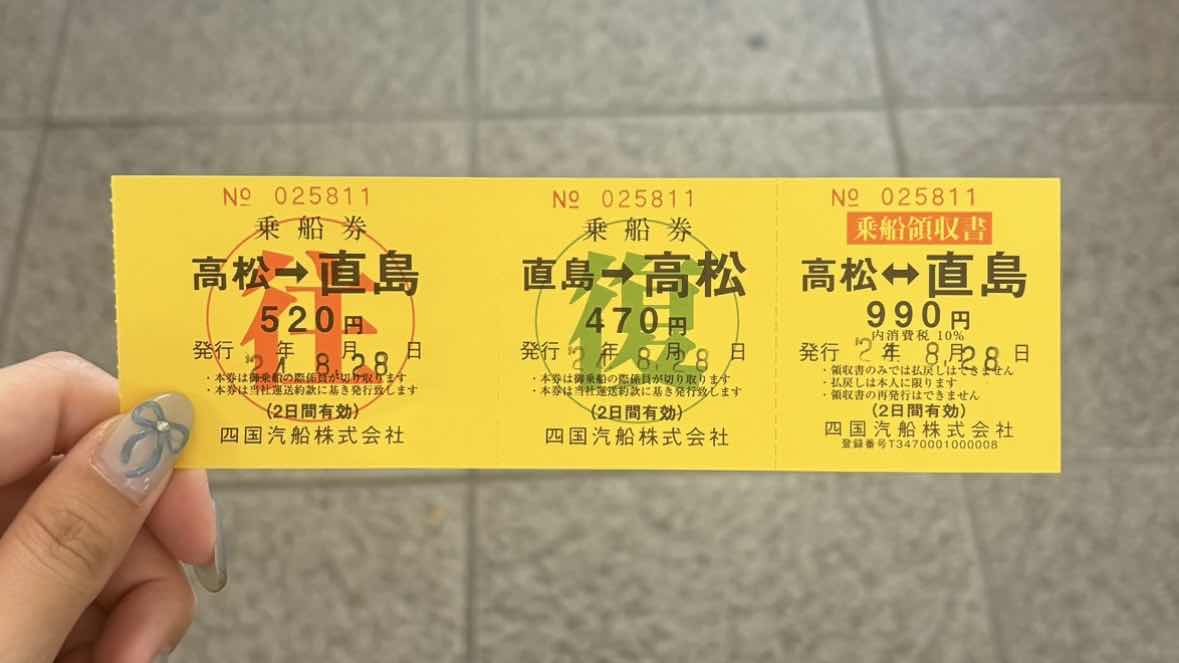 Nº 025811
乗船券
高松→直島
往
520円
発行 '24年 8月28日
・本券は御乗船の際係員が切り取ります
・本券は当社運送約款に基き発行致します
(2日間有効)
四国汽船株式会社
Nº 025811
乗船券
直島→高松
復
470円
発行 '2年 8月28日
・本券は御乗船の際係員が切り取ります
・本券は当社運送約款に基き発行致します
(2日間有効)
四国汽船株式会社
Nº 025811
乗船領収書
高松↔直島
990円
内消費税 10%
発行 '2年 8月28日
・領収書のみでは払戻しはできません
・払戻しは本人に限ります
・領収書の再発行はできません
(2日間有効)
四国汽船株式会社
登録番号T3470001000008